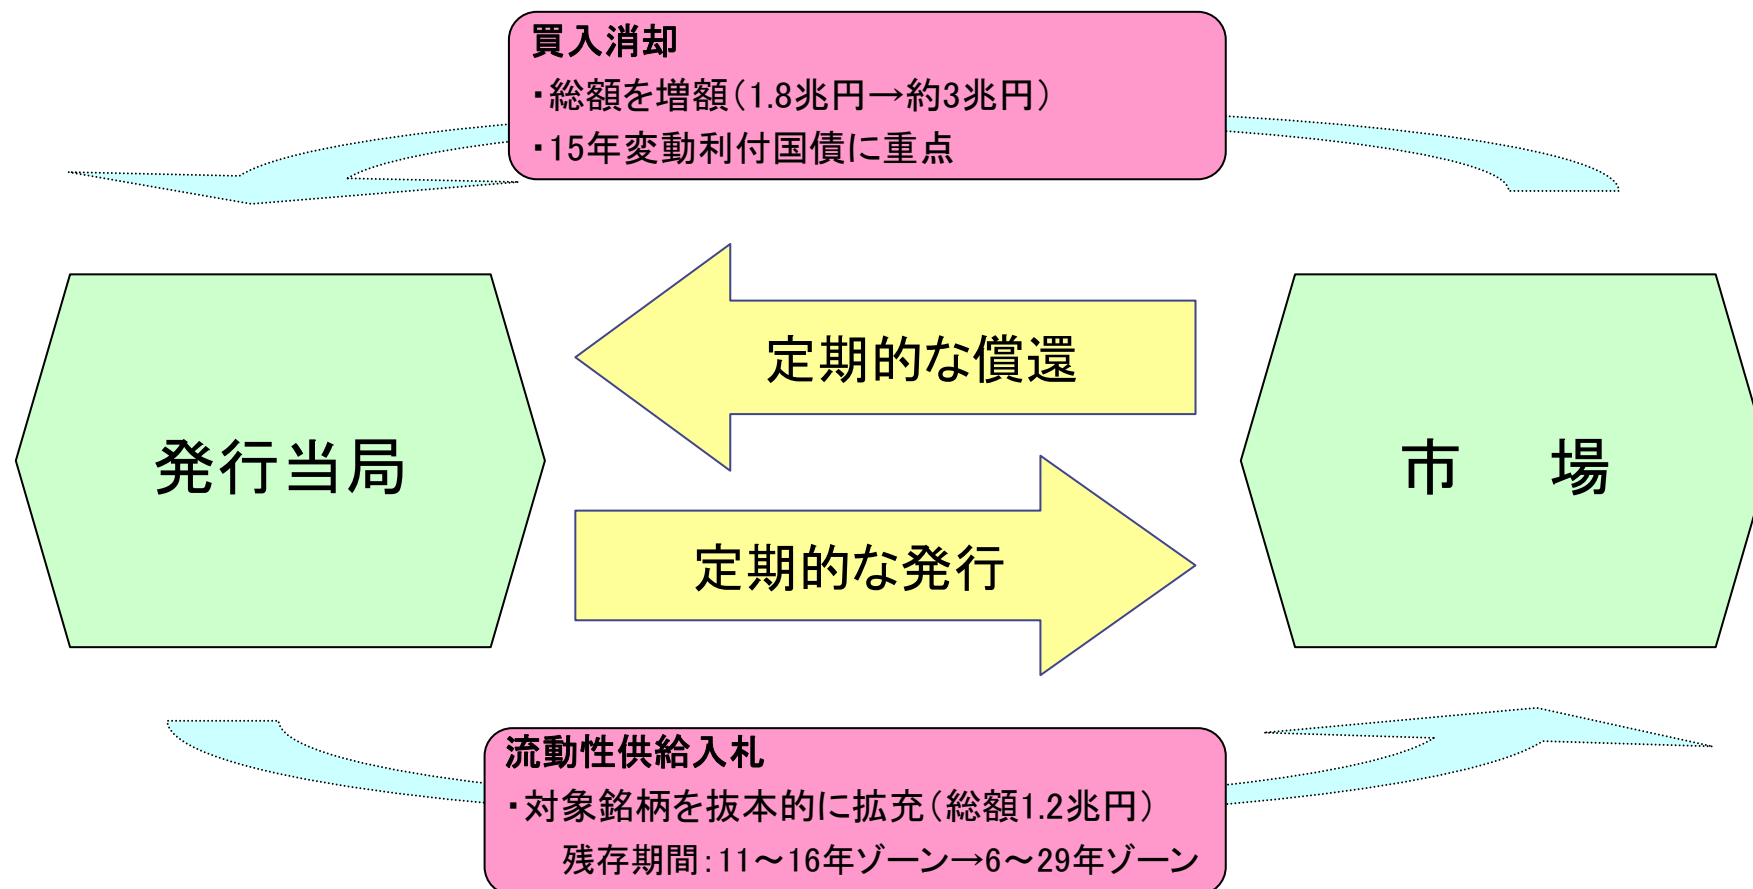 買入消却
・総額を増額（1.8兆円→約3兆円）
・15年変動利付国債に重点
定期的な償還
発行当局
市　場
定期的な発行
流動性供給入札
・対象銘柄を抜本的に拡充（総額1.2兆円）
残存期間：11～16年ゾーン→6～29年ゾーン